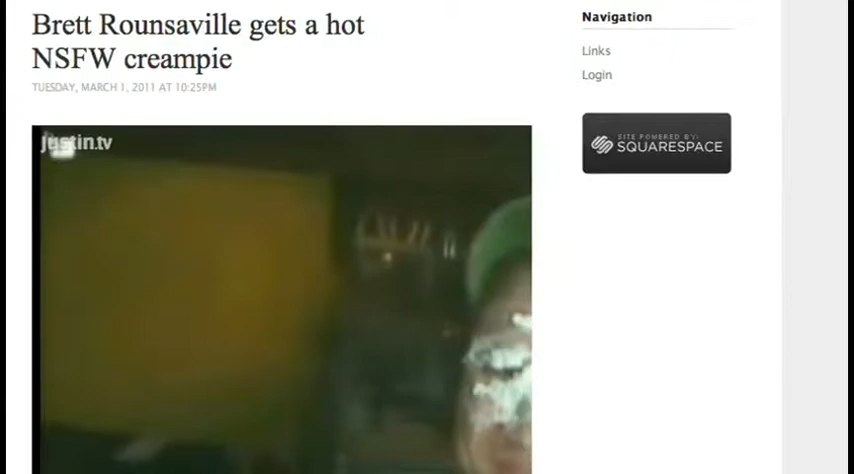 Brett Rounsaville gets a hot
NSFW creampie
TUESDAY, MARCH 1, 2011 AT 10:25PM
justin.tv
Navigation
Links
Login
SITE POWERED BY:
SQUARESPACE